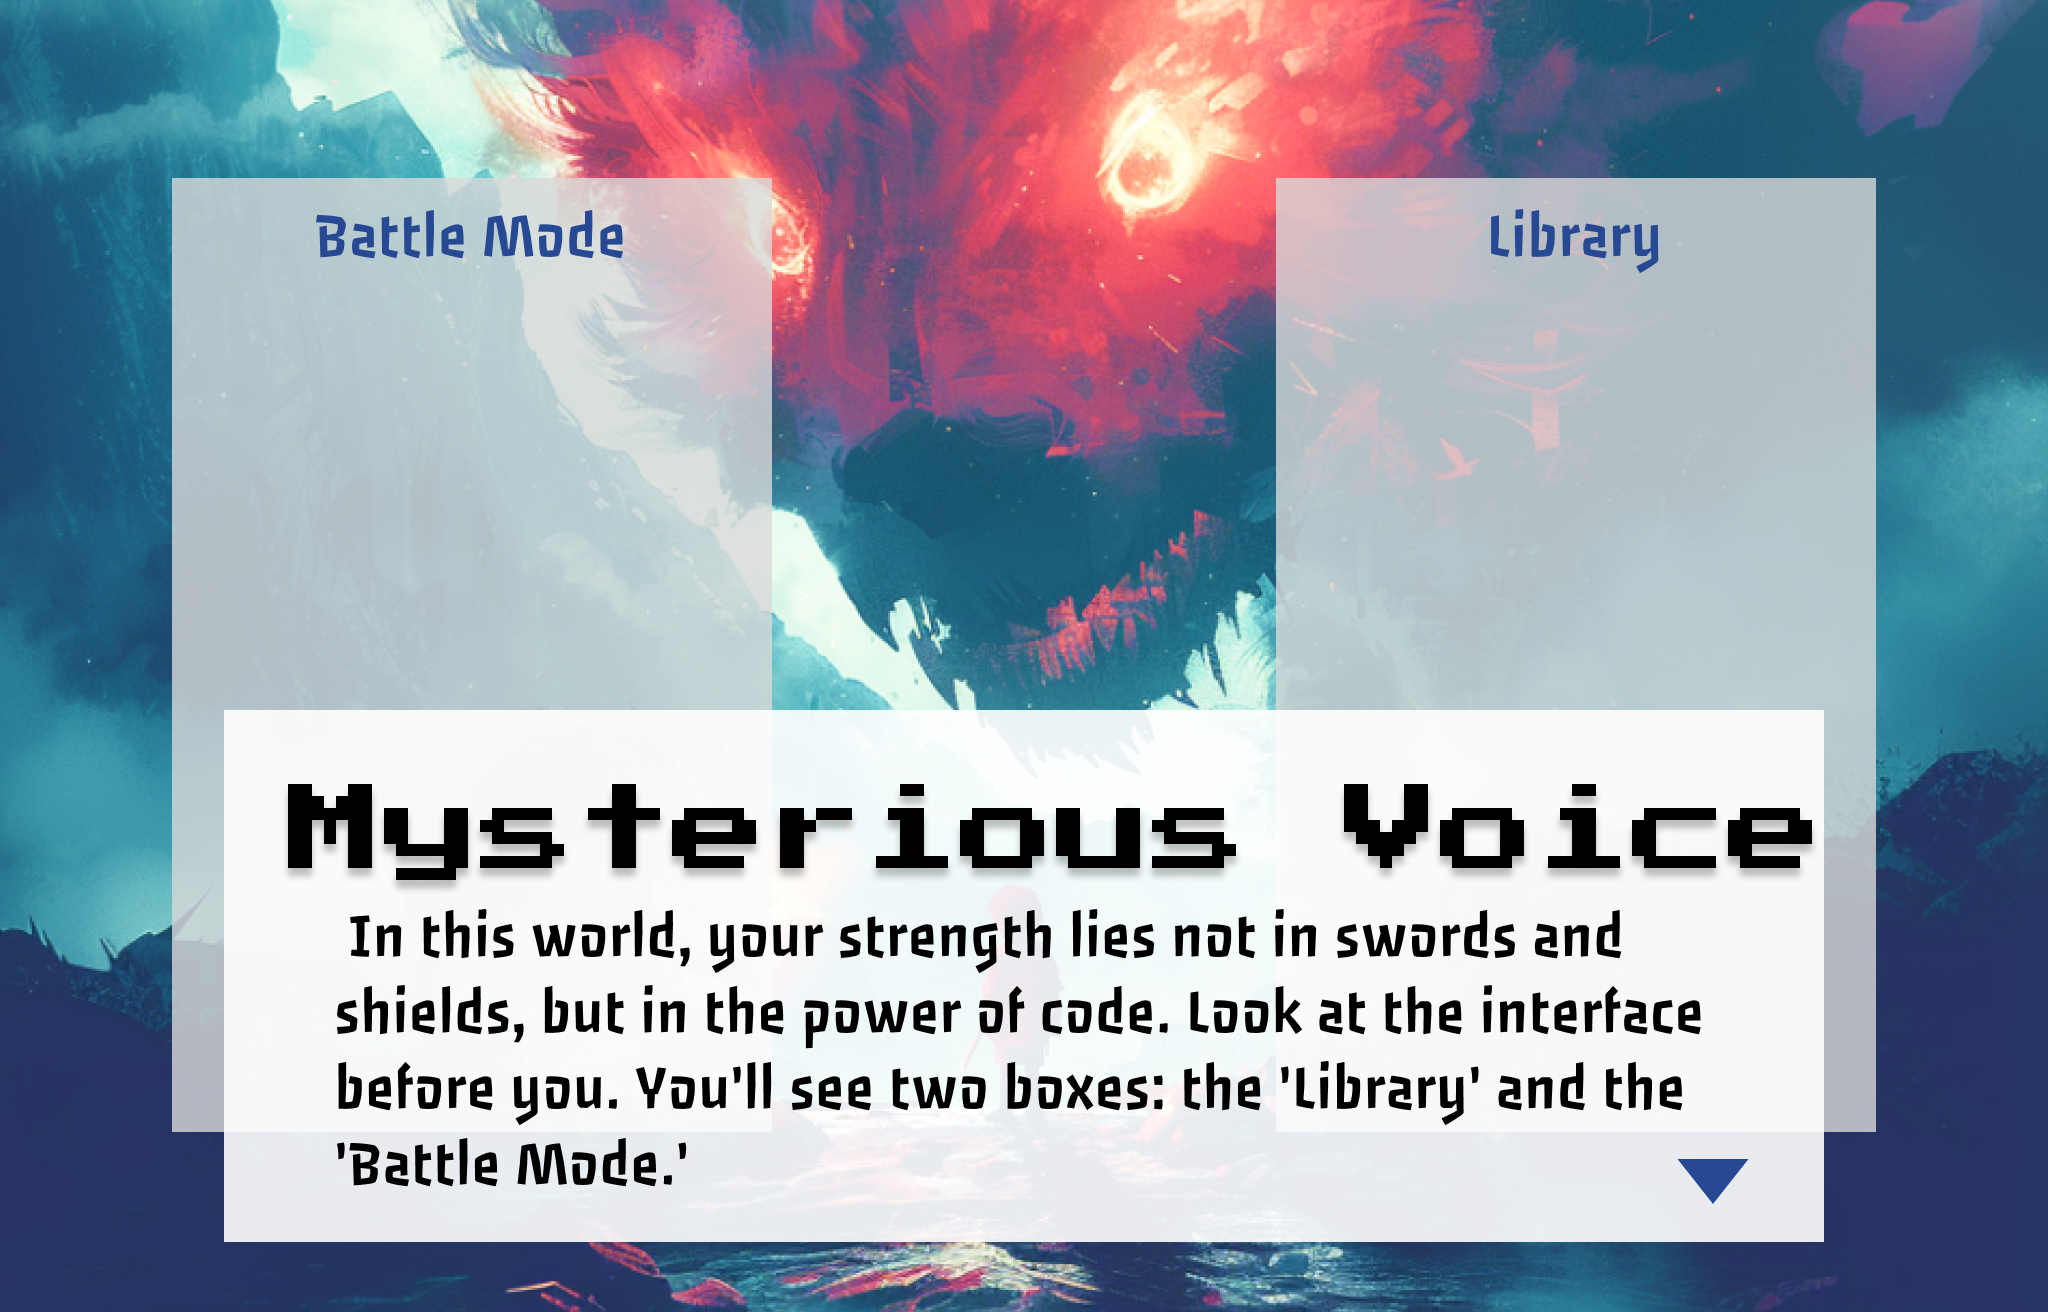 Battle Mode
Library
Mysterious Voice
In this world, your strength lies not in swords and
shields, but in the power of code. Look at the interface
before you. You'll see two boxes: the 'Library' and the
'Battle Mode.'